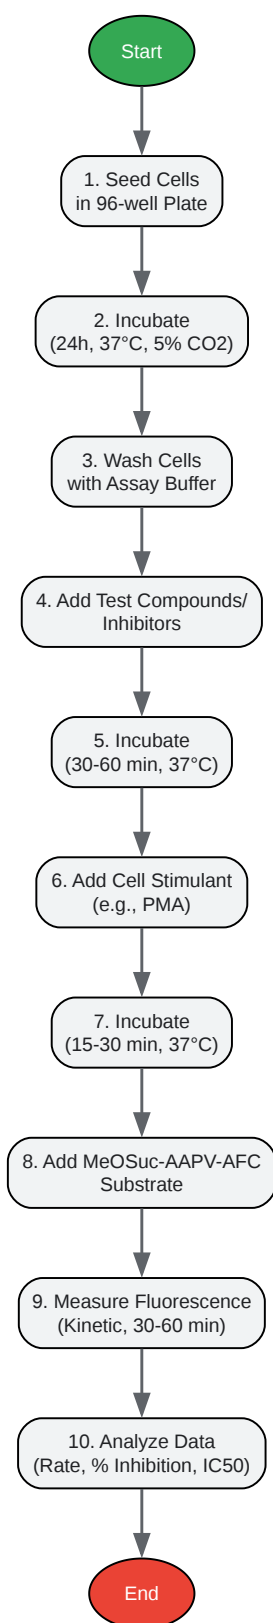 Start
1. Seed Cells
in 96-well Plate
2. Incubate
(24h, 37°C, 5% CO2)
3. Wash Cells
with Assay Buffer
4. Add Test Compounds/
Inhibitors
5. Incubate
(30-60 min, 37°C)
6. Add Cell Stimulant
(e.g., PMA)
7. Incubate
(15-30 min, 37°C)
8. Add MeOSuc-AAPV-AFC
Substrate
9. Measure Fluorescence
(Kinetic, 30-60 min)
10. Analyze Data
(Rate, % Inhibition, IC50)
End